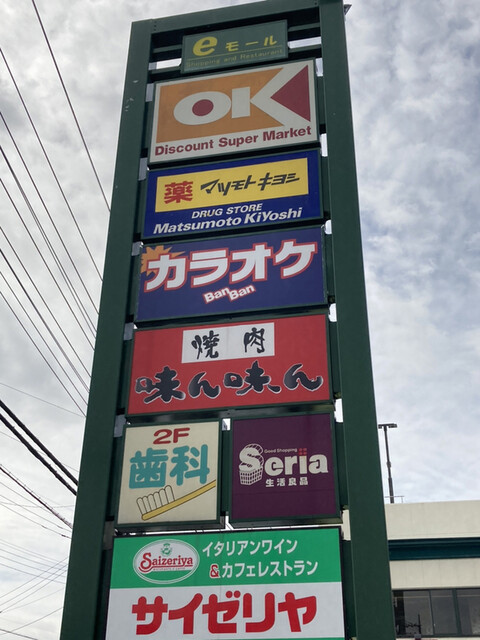 eモール
Shopping and Restaurant
OK
Discount Super Market
薬 マツモトキヨシ
DRUG STORE
Matsumoto KiYoshi
カラオケ
BanBan
焼肉
味ん味ん
2F
歯科
Good Shopping
Seria
生活良品
Saizeriya
イタリアンワイン
&カフェレストラン
サイゼリヤ